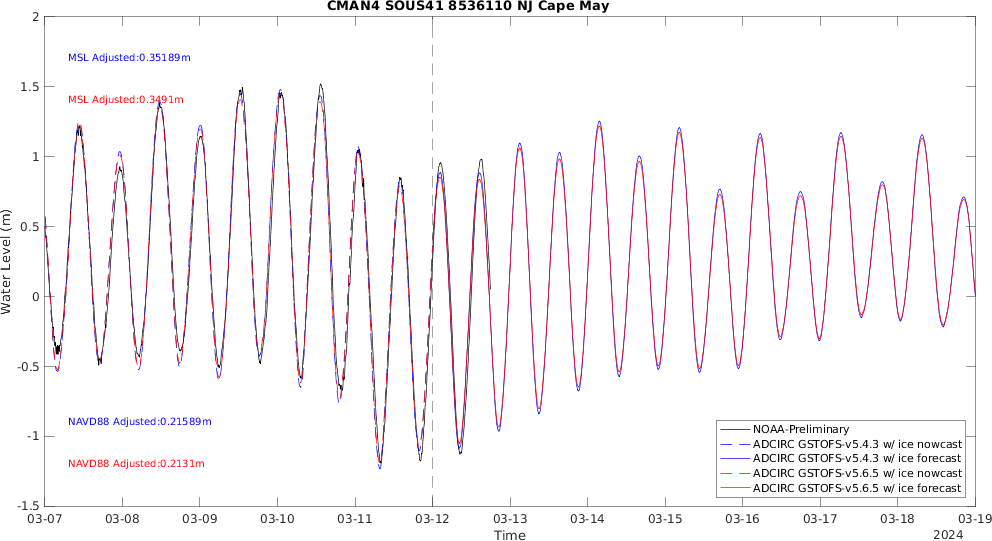 CMAN4 SOUS41 8536110 NJ Cape May
MSL Adjusted:0.35189m
MSL Adjusted:0.3491m
NAVD88 Adjusted:0.21589m
NAVD88 Adjusted:0.2131m
Water Level (m)
2
1.5
1
0.5
0
-0.5
-1
-1.5
NOAA-Preliminary
ADCIRC GSTOFS-v5.4.3 w/ ice nowcast
ADCIRC GSTOFS-v5.4.3 w/ ice forecast
ADCIRC GSTOFS-v5.6.5 w/ ice nowcast
ADCIRC GSTOFS-v5.6.5 w/ ice forecast
03-07 03-08 03-09 03-10 03-11 03-12 03-13 03-14 03-15 03-16 03-17 03-18 03-19
Time
2024